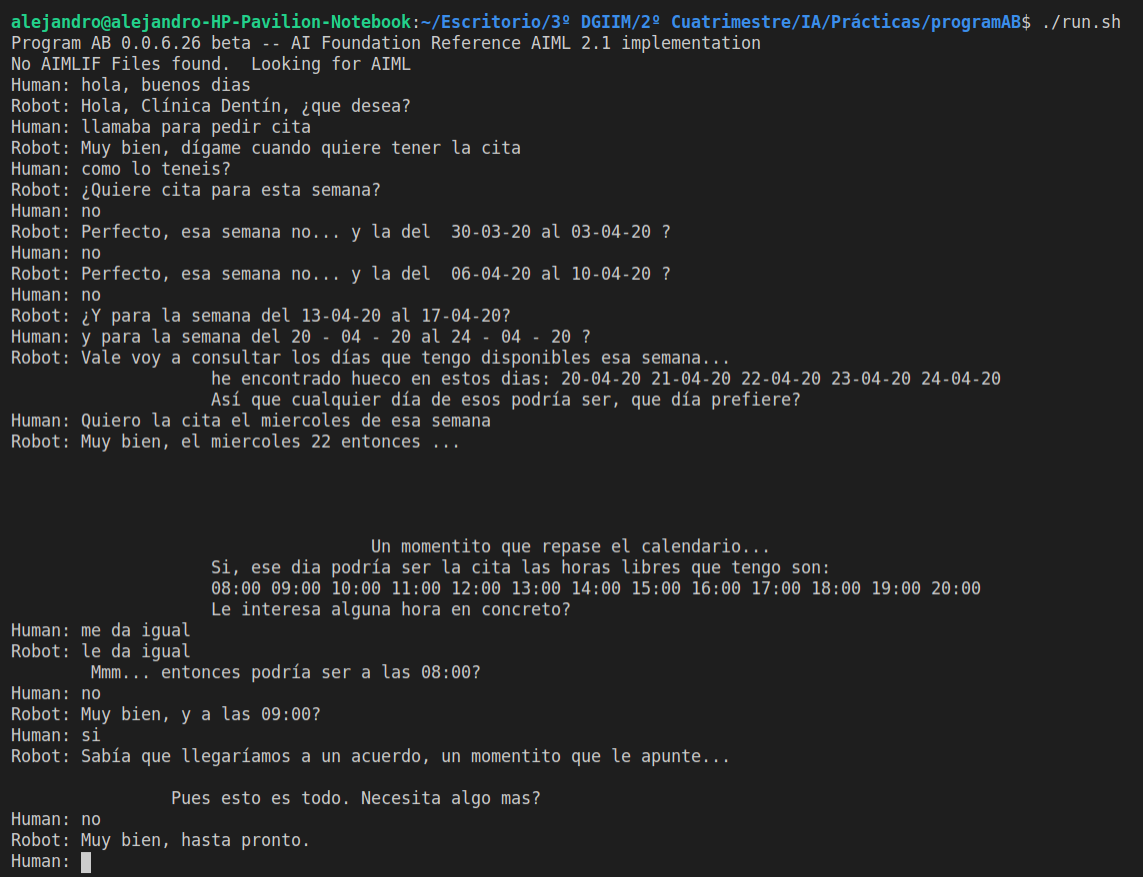 alejandro@alejandro-HP-Pavilion-Notebook:~/Escritorio/3º DGIIM/2º Cuatrimestre/IA/Prácticas/programAB$ ./run.sh
Program AB 0.0.6.26 beta -- AI Foundation Reference AIML 2.1 implementation
No AIMLIF Files found.  Looking for AIML
Human: hola, buenos dias
Robot: Hola, Clínica Dentín, ¿que desea?
Human: llamaba para pedir cita
Robot: Muy bien, dígame cuando quiere tener la cita
Human: como lo teneis?
Robot: ¿Quiere cita para esta semana?
Human: no
Robot: Perfecto, esa semana no... y la del  30-03-20 al 03-04-20 ?
Human: no
Robot: Perfecto, esa semana no... y la del  06-04-20 al 10-04-20 ?
Human: no
Robot: ¿Y para la semana del 13-04-20 al 17-04-20?
Human: y para la semana del 20 - 04 - 20 al 24 - 04 - 20 ?
Robot: Vale voy a consultar los días que tengo disponibles esa semana...
he encontrado hueco en estos dias: 20-04-20 21-04-20 22-04-20 23-04-20 24-04-20
Así que cualquier día de esos podría ser, que día prefiere?
Human: Quiero la cita el miercoles de esa semana
Robot: Muy bien, el miercoles 22 entonces ...
Un momentito que repase el calendario...
Si, ese dia podría ser la cita las horas libres que tengo son:
08:00 09:00 10:00 11:00 12:00 13:00 14:00 15:00 16:00 17:00 18:00 19:00 20:00
Le interesa alguna hora en concreto?
Human: me da igual
Robot: le da igual
Mmm... entonces podría ser a las 08:00?
Human: no
Robot: Muy bien, y a las 09:00?
Human: si
Robot: Sabía que llegaríamos a un acuerdo, un momentito que le apunte...
Pues esto es todo. Necesita algo mas?
Human: no
Robot: Muy bien, hasta pronto.
Human: